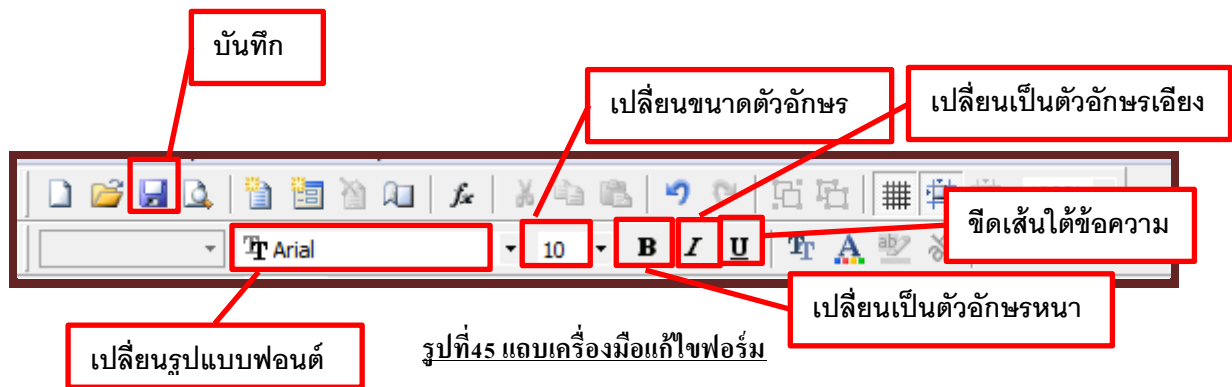 บันทึก
เปลี่ยนขนาดตัวอักษร
เปลี่ยนเป็นตัวอักษรเอียง
fx
ขีดเส้นใต้ข้อความ
Arial
10
B I U
เปลี่ยนเป็นตัวอักษรหนา
เปลี่ยนรูปแบบฟอนต์
รูปที่45 แถบเครื่องมือแก้ไขฟอร์ม